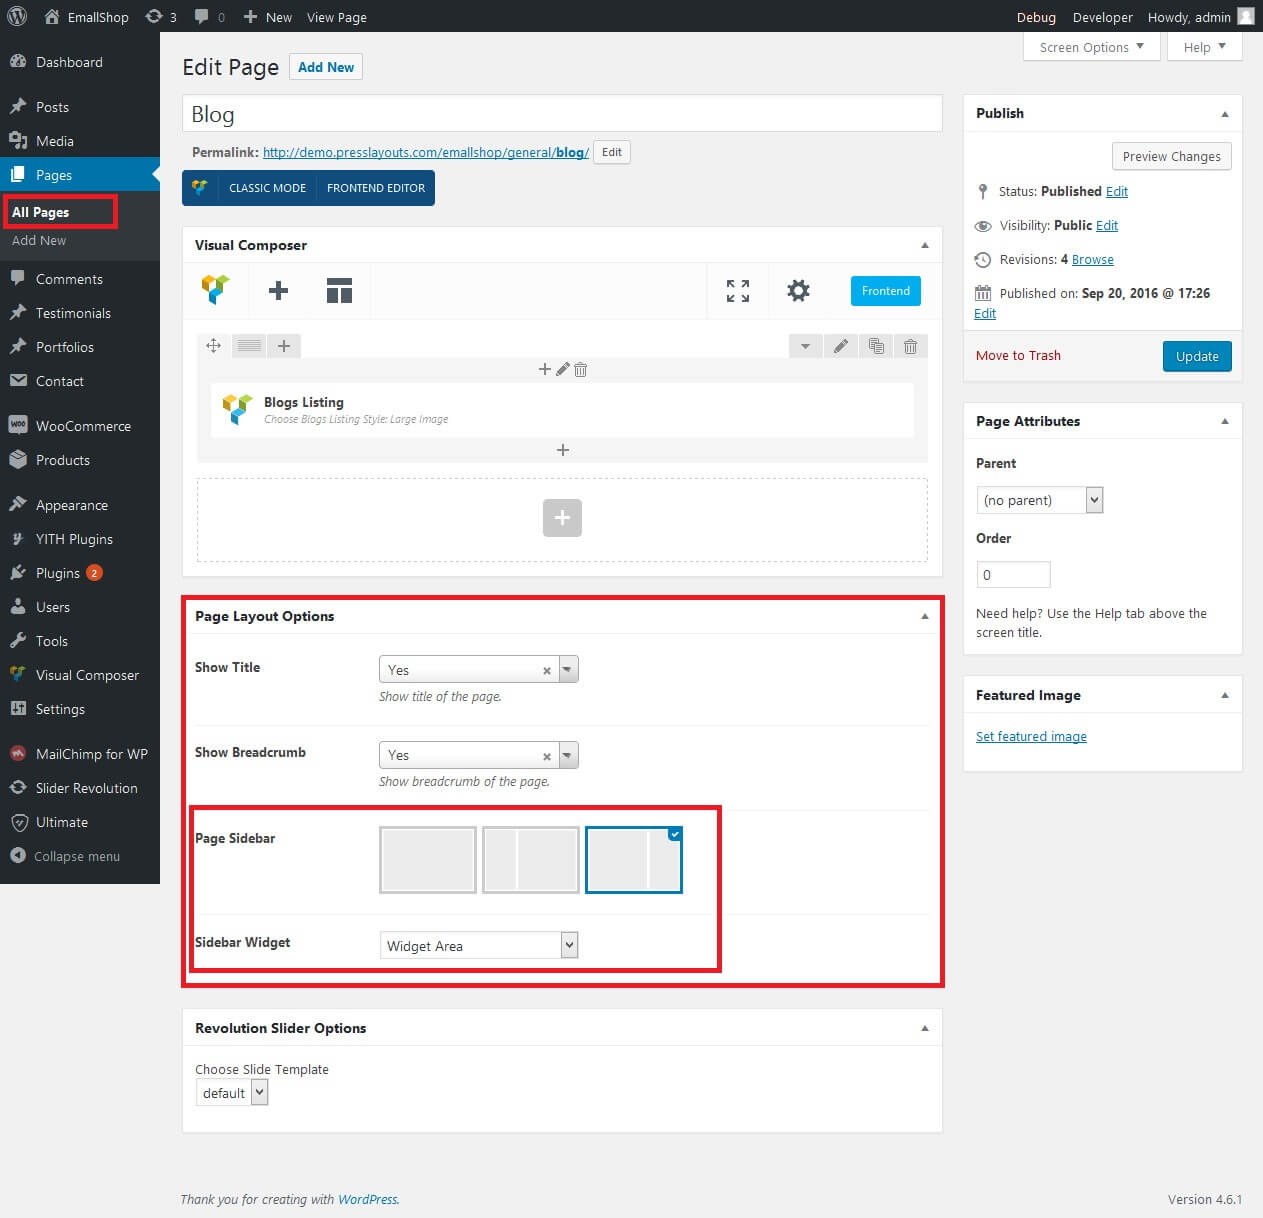 EmallShop 3 0 New View Page Debug Developer Howdy, admin
Screen Options Help
Dashboard
Posts
Media
Pages
All Pages
Add New
Comments
Testimonials
Portfolios
Contact
WOO WooCommerce
Products
Appearance
YITH Plugins
Plugins 2
Users
Tools
Visual Composer
Settings
MailChimp for WP
Slider Revolution
Ultimate
Collapse menu
Edit Page Add New
Blog
Permalink: http://demo.presslayouts.com/emallshop/general/blog/ Edit
CLASSIC MODE FRONTEND EDITOR
Visual Composer
Frontend
Blogs Listing
Choose Blogs Listing Style: Large Image
Page Layout Options
Show Title Yes
Show title of the page.
Show Breadcrumb Yes
Show breadcrumb of the page.
Page Sidebar
Sidebar Widget Widget Area
Revolution Slider Options
Choose Slide Template
default
Publish
Preview Changes
Status: Published Edit
Visibility: Public Edit
Revisions: 4 Browse
Published on: Sep 20, 2016 @ 17:26
Edit
Move to Trash Update
Page Attributes
Parent
(no parent)
Order
0
Need help? Use the Help tab above the
screen title.
Featured Image
Set featured image
Thank you for creating with WordPress. Version 4.6.1